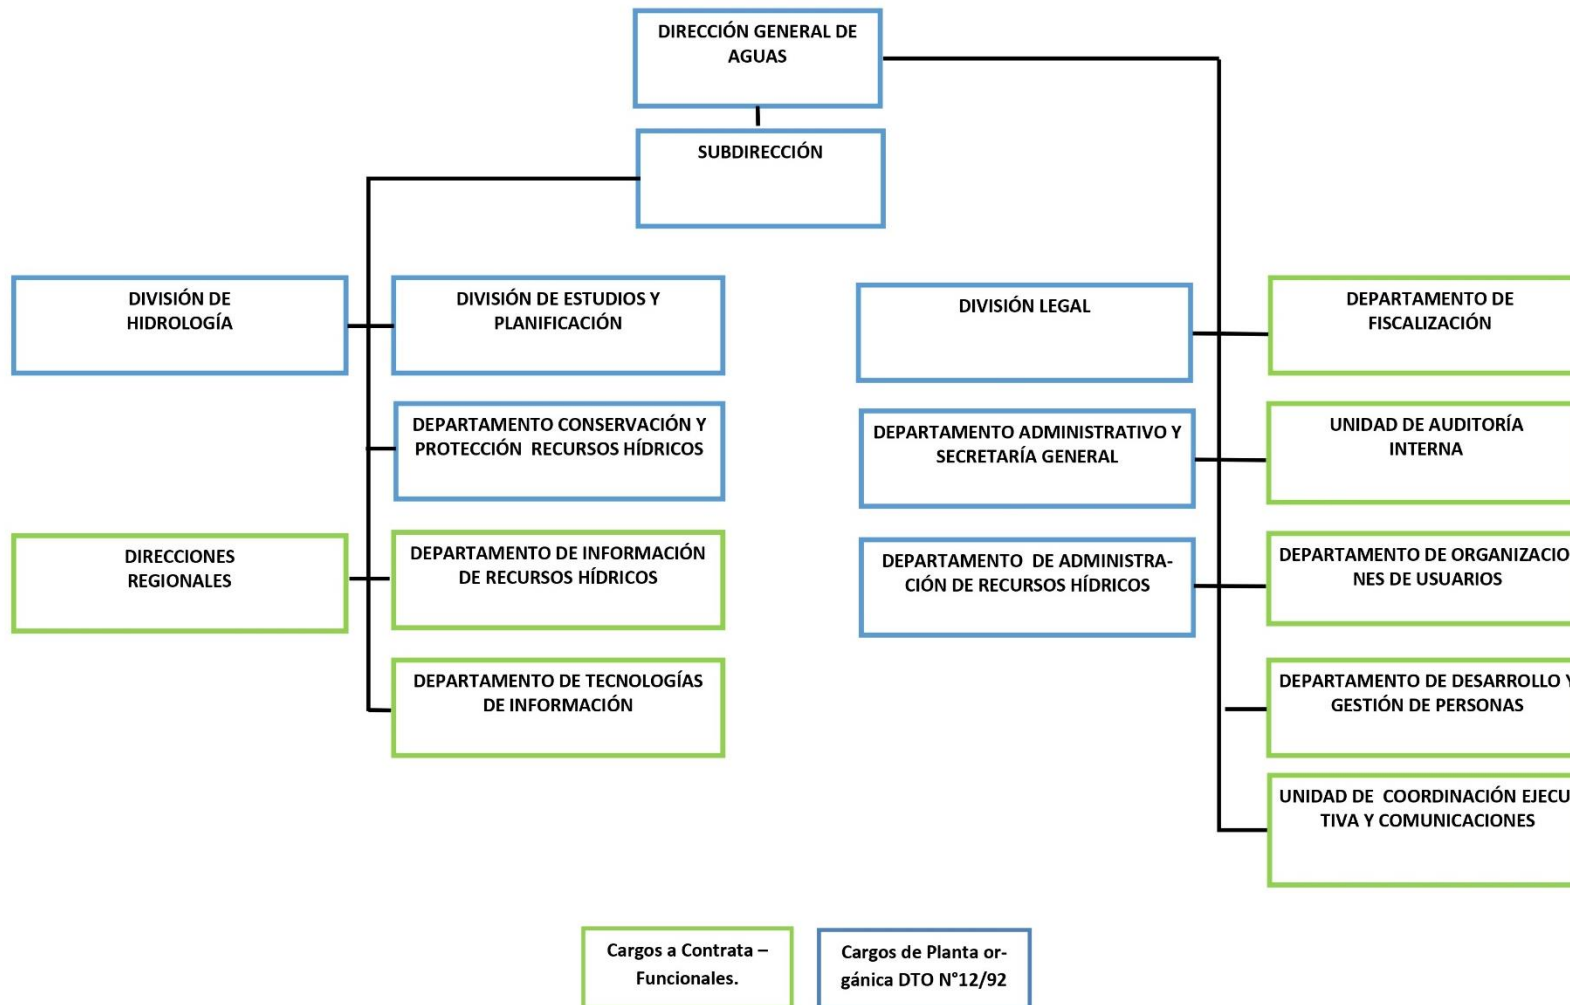 DIRECCIÓN GENERAL DE
AGUAS
SUBDIRECCIÓN
DIVISIÓN DE
HIDROLOGÍA
DIVISIÓN DE ESTUDIOS Y
PLANIFICACIÓN
DIVISIÓN LEGAL
DEPARTAMENTO DE
FISCALIZACIÓN
DEPARTAMENTO CONSERVACIÓN Y
PROTECCIÓN RECURSOS HÍDRICOS
DEPARTAMENTO ADMINISTRATIVO Y
SECRETARÍA GENERAL
UNIDAD DE AUDITORÍA
INTERNA
DIRECCIONES
REGIONALES
DEPARTAMENTO DE INFORMACIÓN
DE RECURSOS HÍDRICOS
DEPARTAMENTO DE ADMINISTRA-
CIÓN DE RECURSOS HÍDRICOS
DEPARTAMENTO DE ORGANIZACIO
NES DE USUARIOS
DEPARTAMENTO DE TECNOLOGÍAS
DE INFORMACIÓN
DEPARTAMENTO DE DESARROLLO Y
GESTIÓN DE PERSONAS
UNIDAD DE COORDINACIÓN EJECU
TIVA Y COMUNICACIONES
Cargos a Contrata –
Funcionales.
Cargos de Planta or-
gánica DTO N°12/92